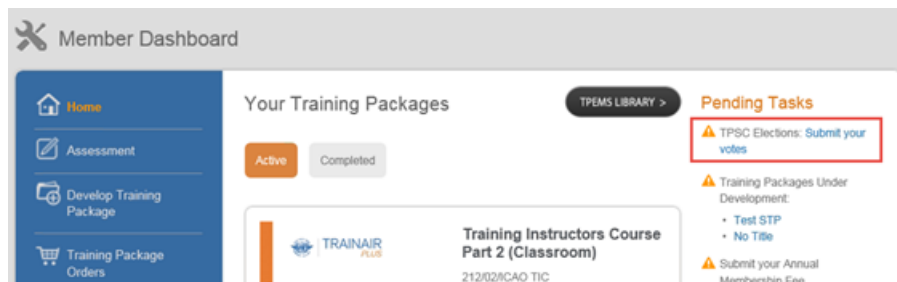 Member Dashboard
Home
Assessment
Develop Training
Package
Training Package
Orders
Your Training Packages
TPEMS LIBRARY >
Active
Completed
TRAINAIR
PLUS
Training Instructors Course
Part 2 (Classroom)
212/02/ICAO TIC
Pending Tasks
TPSC Elections: Submit your
votes
Training Packages Under
Development:
• Test STP
• No Title
Submit your Annual
Membership Fee